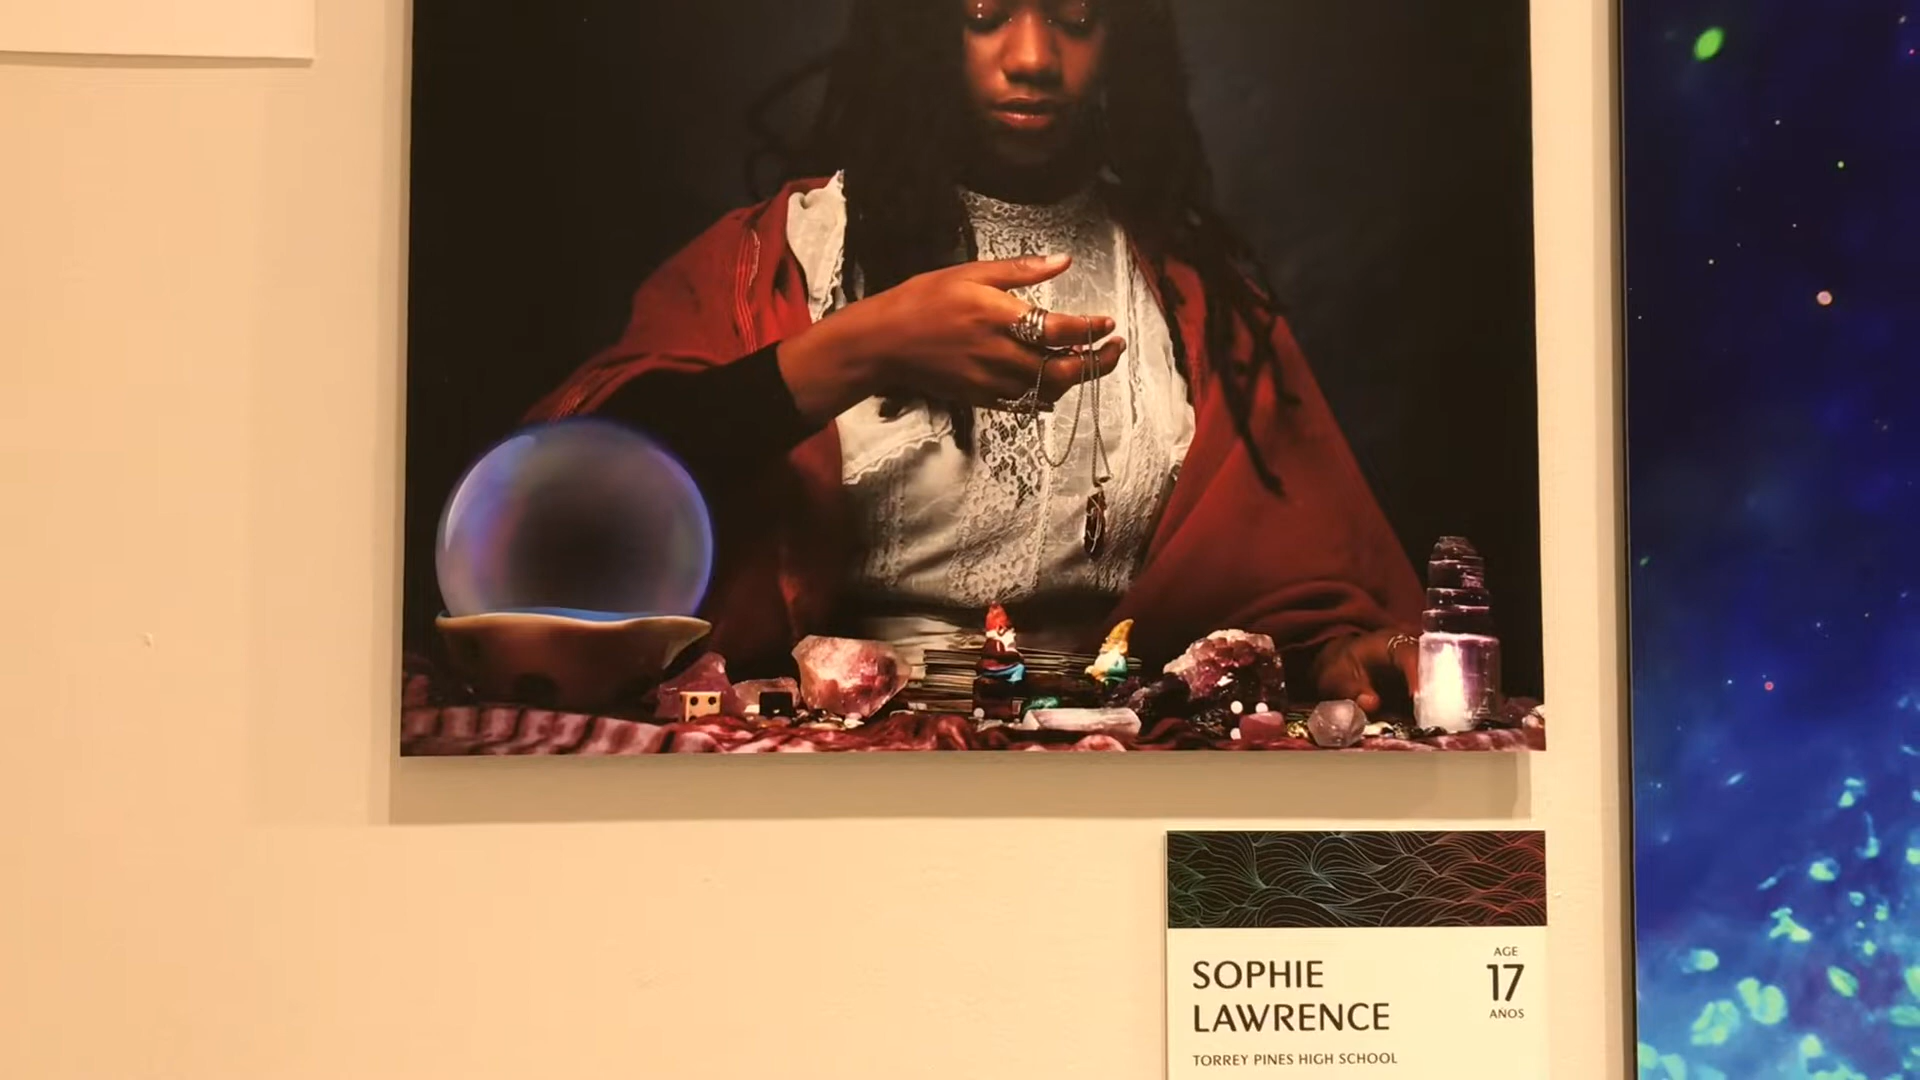 SOPHIE
LAWRENCE
AGE
17
AÑOS
TORREY PINES HIGH SCHOOL